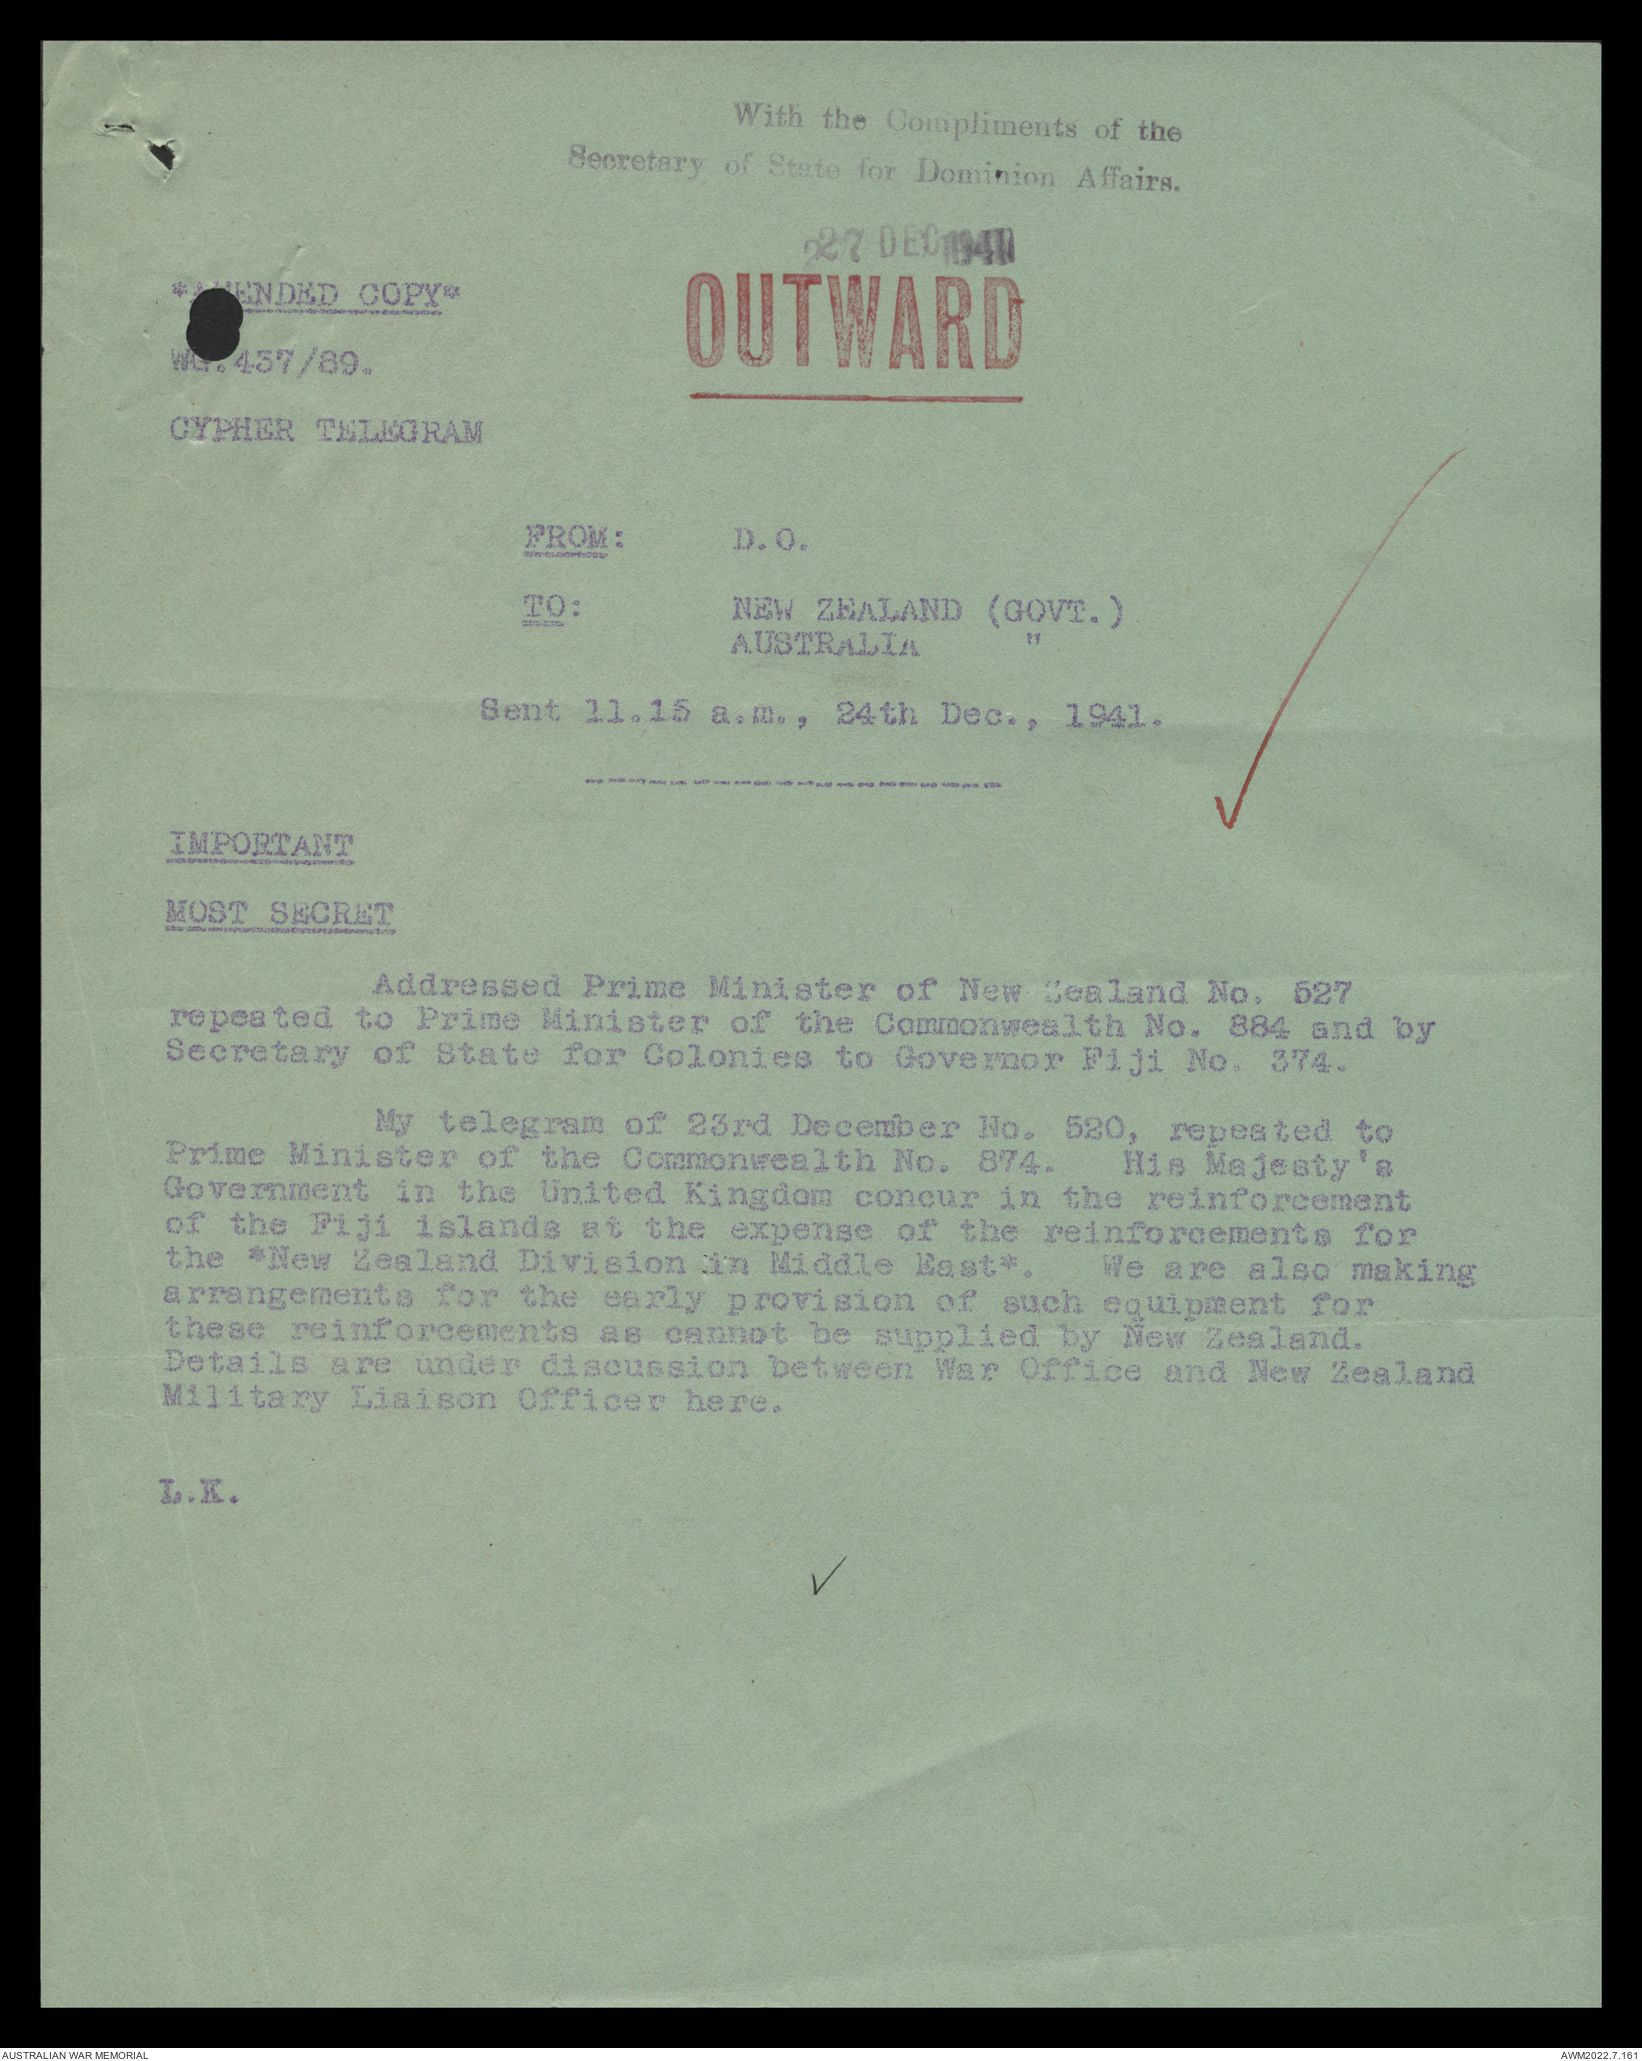 With the Compliments of the
Secretary of State for Dominion Affairs.
27 DEC 1941
OUTWARD
*AMENDED COPY*
WG.437/89.
CYPHER TELEGRAM
FROM: D.O.
TO: NEW ZEALAND (GOVT.)
AUSTRALIA "
Sent 11.15 a.m., 24th Dec., 1941.
--------------------
IMPORTANT
MOST SECRET
Addressed Prime Minister of New Zealand No. 527
repeated to Prime Minister of the Commonwealth No. 884 and by
Secretary of State for Colonies to Governor Fiji No. 374.
My telegram of 23rd December No. 520, repeated to
Prime Minister of the Commonwealth No. 874. His Majesty's
Government in the United Kingdom concur in the reinforcement
of the Fiji islands at the expense of the reinforcements for
the *New Zealand Division in Middle East*. We are also making
arrangements for the early provision of such equipment for
these reinforcements as cannot be supplied by New Zealand.
Details are under discussion between War Office and New Zealand
Military Liaison Officer here.
L.K.
AUSTRALIAN WAR MEMORIAL
AWM2022.7.161